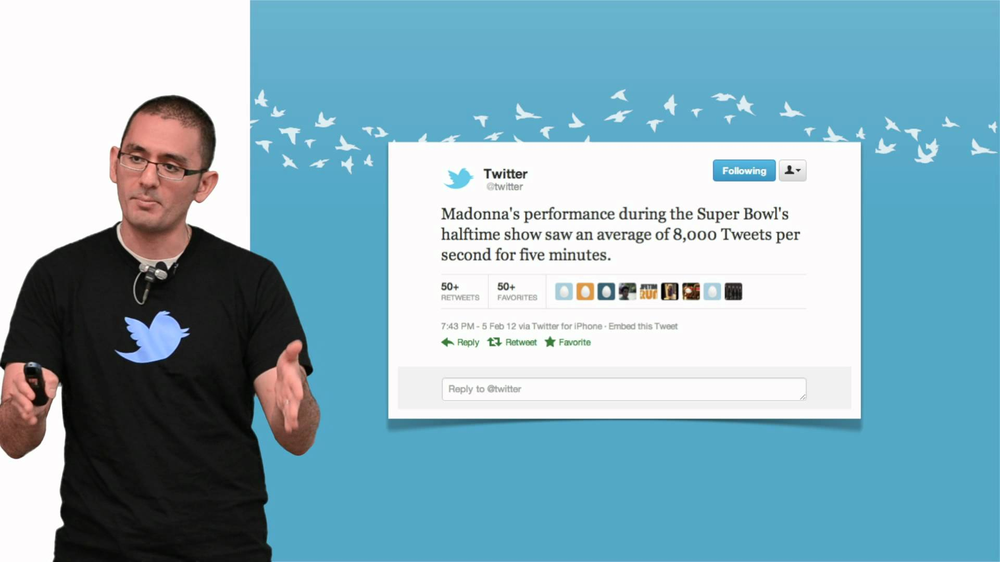 Twitter
@twitter
Following
Madonna's performance during the Super Bowl's
halftime show saw an average of 8,000 Tweets per
second for five minutes.
50+
RETWEETS
50+
FAVORITES
7:43 PM - 5 Feb 12 via Twitter for iPhone · Embed this Tweet
Reply Retweet Favorite
Reply to @twitter